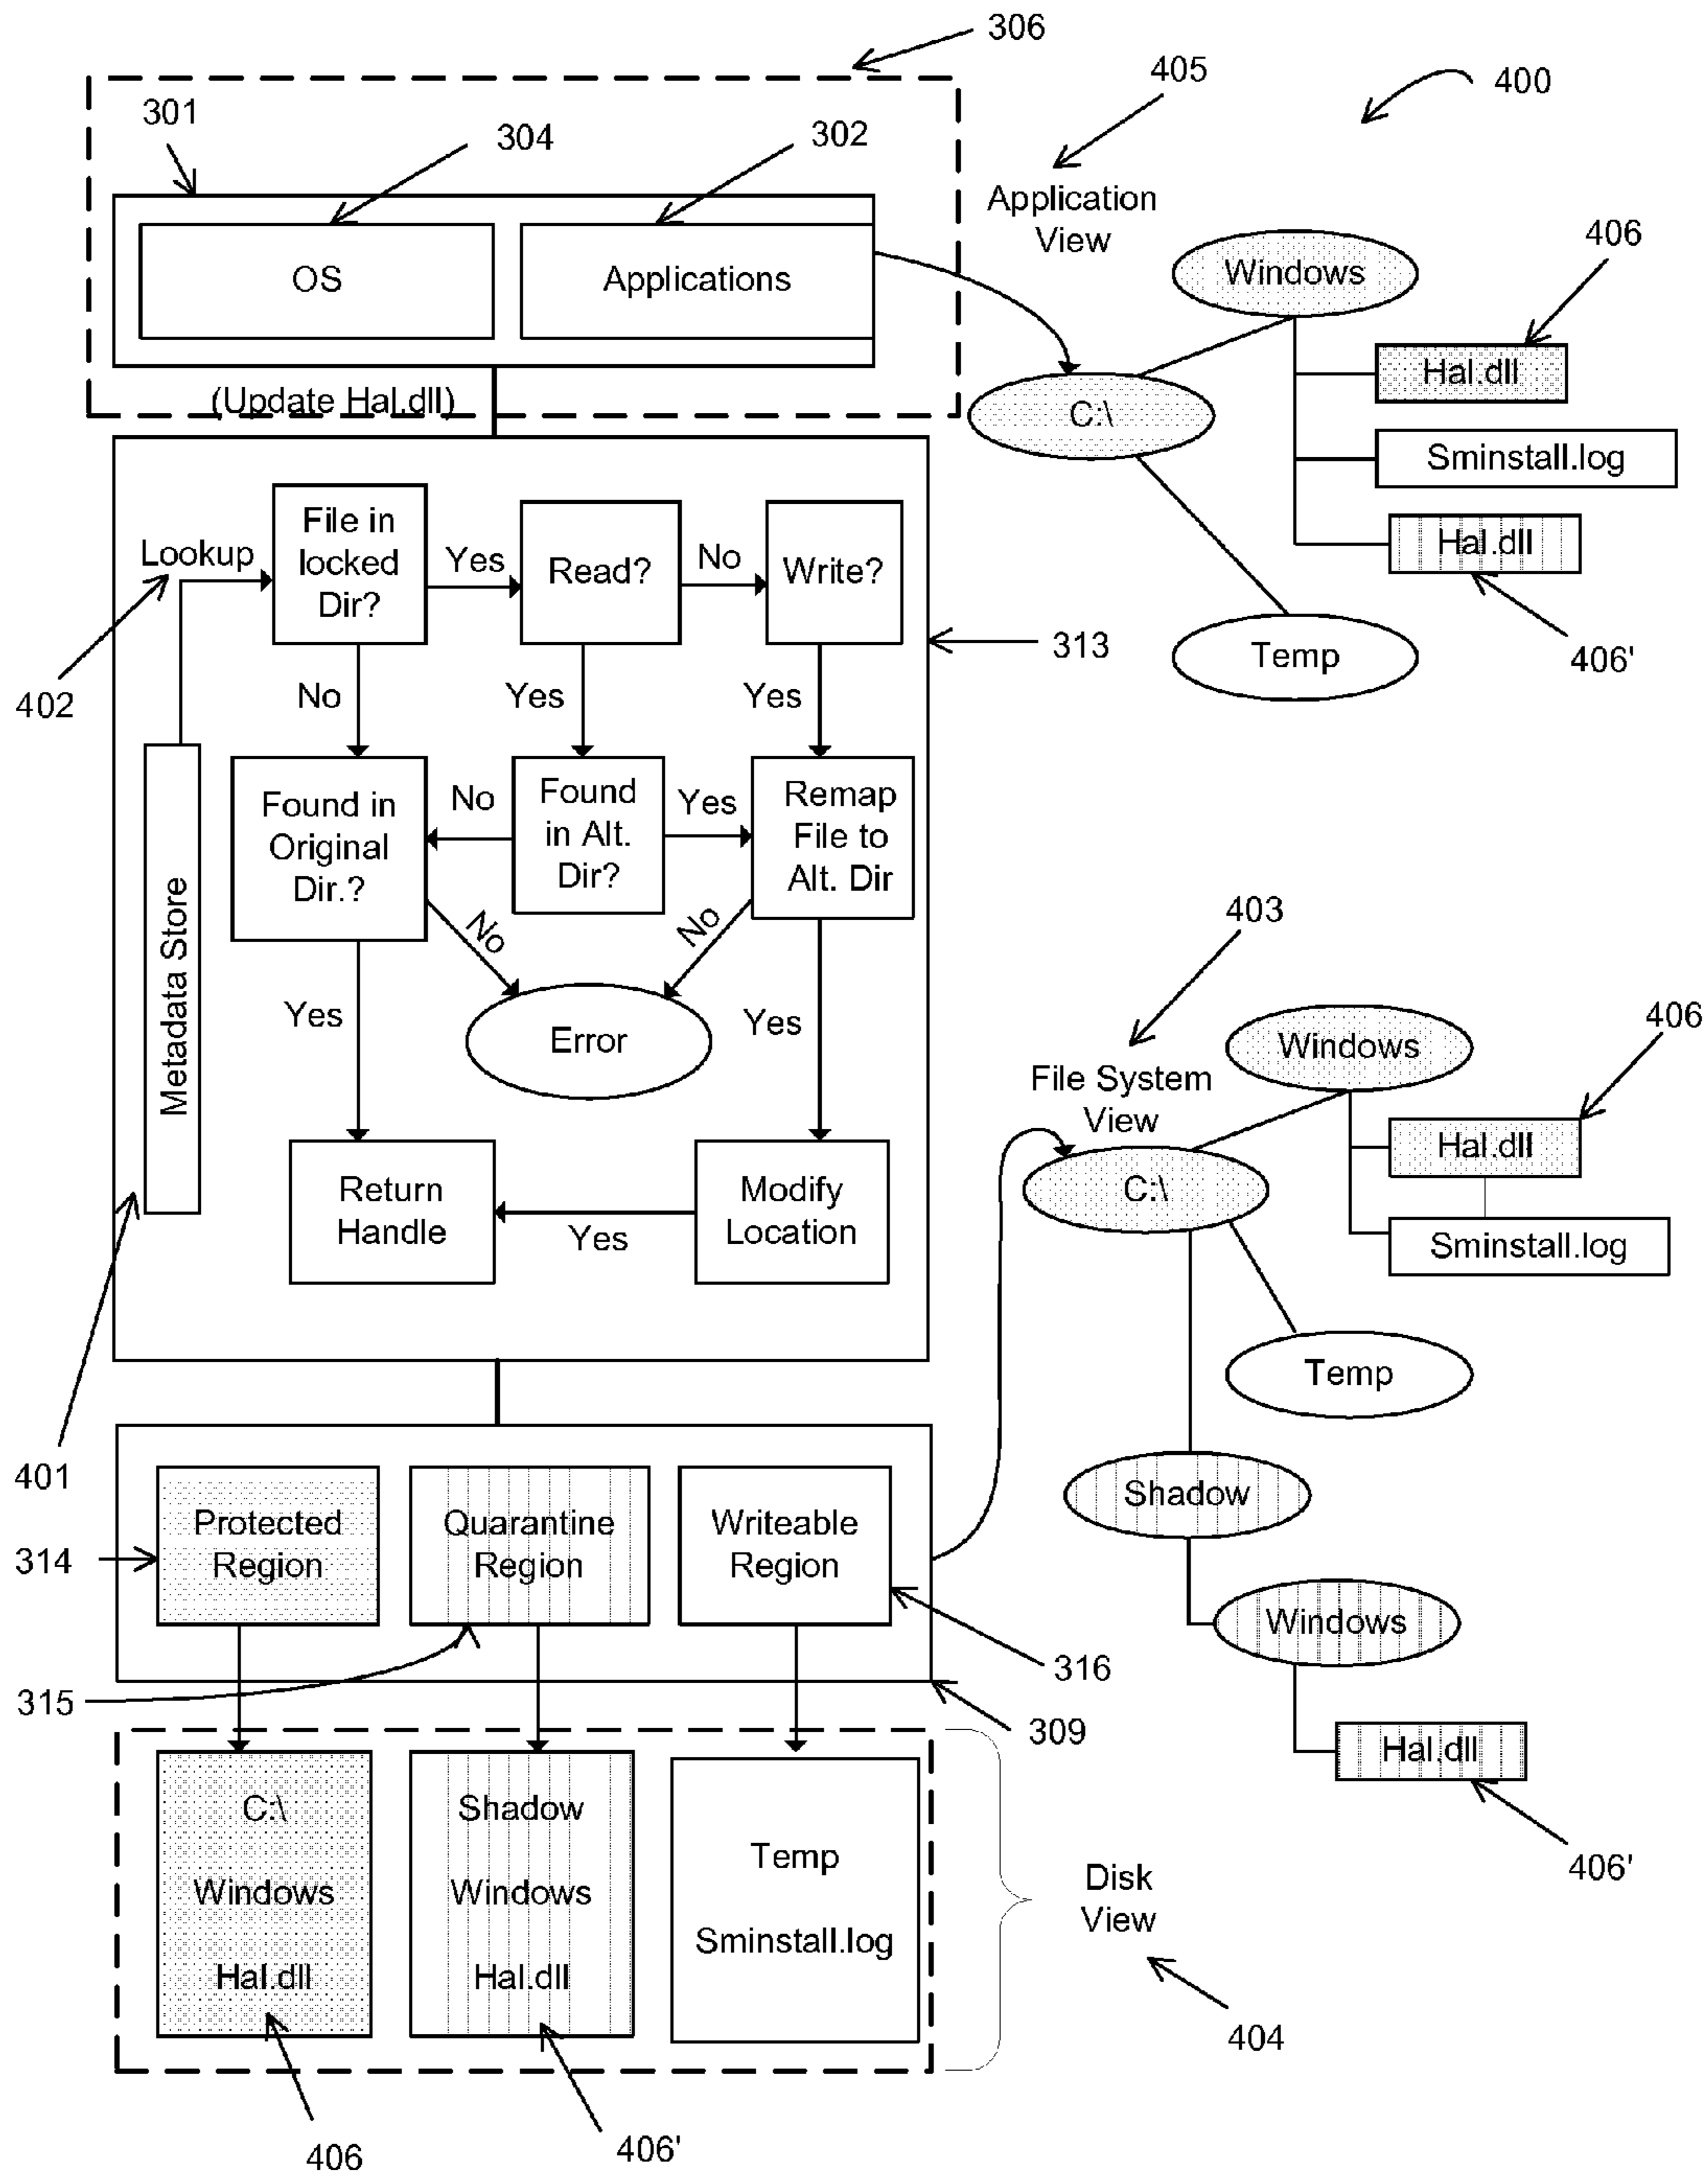 306
405
400
301
304
302
Application
View
406
OS
Applications
Windows
Hal.dll
(Update Hal.dll)
C:\
Sminstall.log
Hal.dll
406'
Temp
Lookup
File in
locked
Dir?
Yes
Read?
No
Write?
313
402
No
Yes
Yes
Metadata Store
Found in
Original
Dir.?
No
Found
in Alt.
Dir?
Yes
Remap
File to
Alt. Dir
No
No
Yes
Error
Yes
Return
Handle
Yes
Modify
Location
401
403
File System
View
Windows
406
Hal.dll
C:\
Sminstall.log
Temp
Shadow
Windows
Hal.dll
406'
314
Protected
Region
Quarantine
Region
Writeable
Region
315
316
309
C:\
Windows
Hal.dll
Shadow
Windows
Hal.dll
Temp
Sminstall.log
Disk
View
404
406
406'